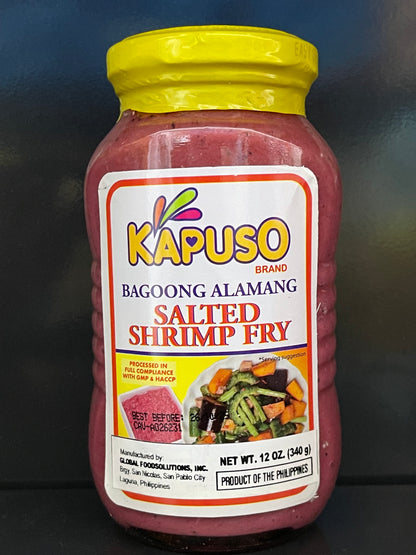 KAPUSO
BRAND
BAGOONG ALAMANG
SALTED
SHRIMP FRY
PROCESSED IN
FULL COMPLIANCE
WITH GMP & HACCP
*Serving suggestion
BEST BEFORE:
CAV-A026231
Manufactured by:
GLOBAL FOODSOLUTIONS, INC.
Brgy. San Nicolas, San Pablo City
Laguna, Philippines
NET WT. 12 OZ. (340 g)
PRODUCT OF THE PHILIPPINES